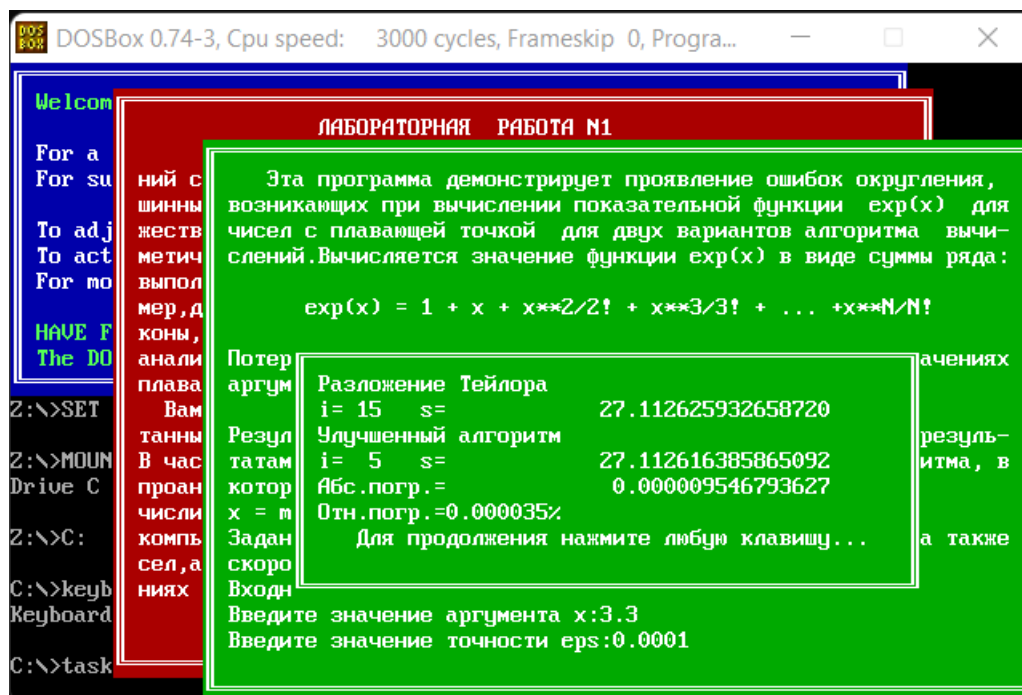 DOSBox 0.74-3, Cpu speed: 3000 cycles, Frameskip 0, Progra...
Welcom
ЛАБОРАТОРНАЯ РАБОТА N1
For a
For su
To adj
To act
For mo
HAVE F
The DO
ний с
шинны
жеств
метич
выпол
мер,д
коны,
анали
плава
Вам
танны
В час
проан
числи
компь
сел,а
ниях
Эта программа демонстрирует проявление ошибок округления,
возникающих при вычислении показательной функции exp(x) для
чисел с плавающей точкой для двух вариантов алгоритма вычи-
слений.Вычисляется значение функции exp(x) в виде суммы ряда:
exp(x) = 1 + x + x**2/2! + x**3/3! + ... +x**N/N!
Потер ачениях
аргум
Резул резуль-
татам итма, в
котор
x = m
Задан а также
скоро
Входн
Разложение Тейлора
i= 15 s= 27.112625932658720
Улучшенный алгоритм
i= 5 s= 27.112616385865092
Абс.погр.= 0.000009546793627
Отн.погр.=0.000035%
Для продолжения нажмите любую клавишу...
Введите значение аргумента x:3.3
Введите значение точности eps:0.0001
Z:\>SET
Z:\>MOUN
Drive C
Z:\>C:
C:\>keyb
Keyboard
C:\>task